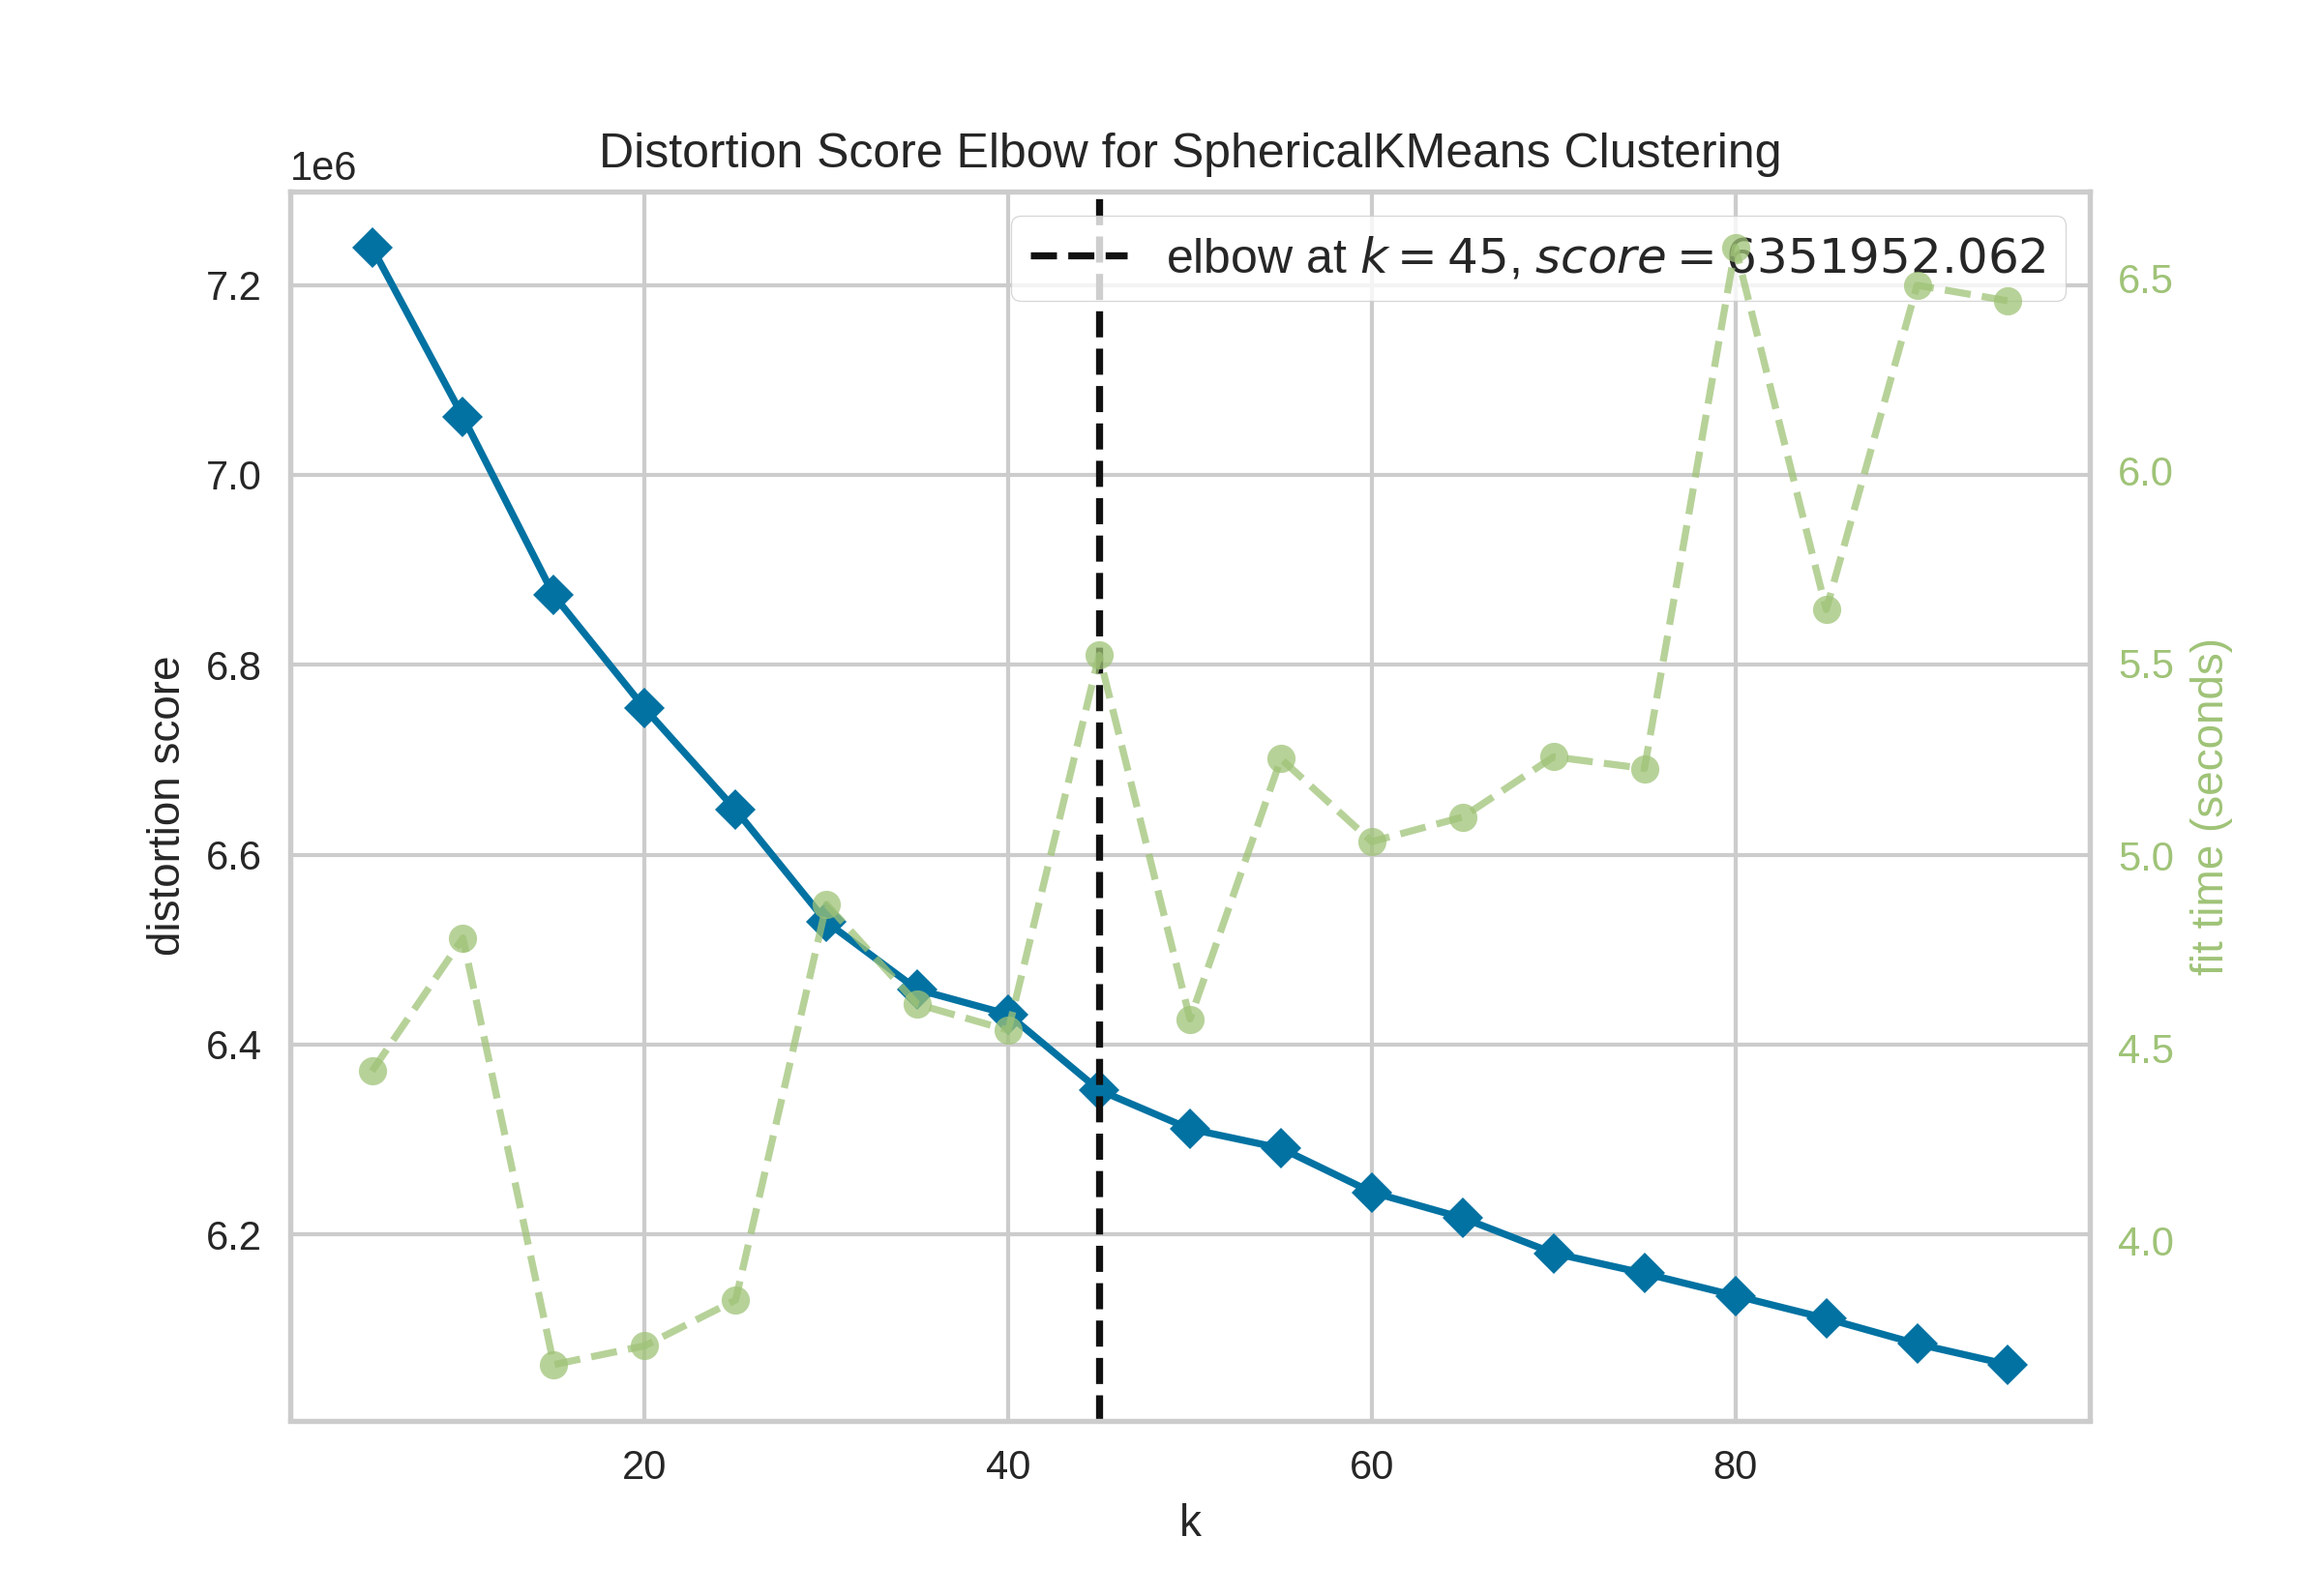 Distortion Score Elbow for SphericalKMeans Clustering
1e6
elbow at k = 45, score = 6351952.062
7.2
7.0
6.8
6.6
6.4
6.2
distortion score
6.5
6.0
5.5
5.0
4.5
4.0
fit time (seconds)
20 40 60 80
k